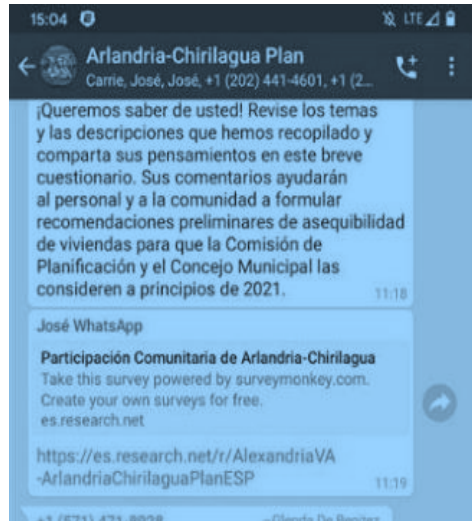 15:04 LTE
Arlandria-Chirilagua Plan
Carrie, José, José, +1 (202) 441-4601, +1 (2...
¡Queremos saber de usted! Revise los temas
y las descripciones que hemos recopilado y
comparta sus pensamientos en este breve
cuestionario. Sus comentarios ayudarán
al personal y a la comunidad a formular
recomendaciones preliminares de asequibilidad
de viviendas para que la Comisión de
Planificación y el Concejo Municipal las
consideren a principios de 2021.
11:18
José WhatsApp
Participación Comunitaria de Arlandria-Chirilagua
Take this survey powered by surveymonkey.com.
Create your own surveys for free.
es.research.net
https://es.research.net/r/AlexandriaVA
-ArlandriaChirilaguaPlanESP
11:19